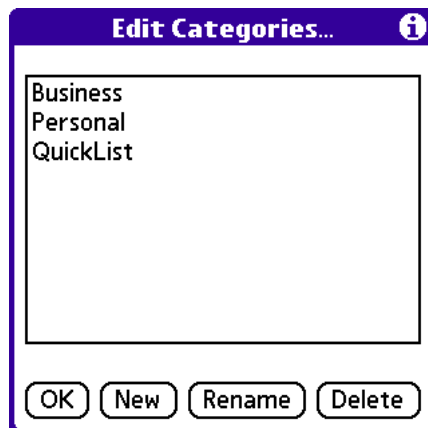 Edit Categories...
Business
Personal
QuickList
OK New Rename Delete